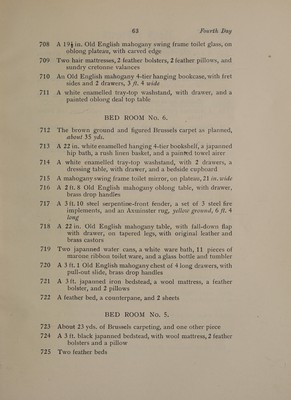 63 Fourth Day
708 A 19½ in. Old English mahogany swing frame toilet glass, on
oblong plateau, with carved edge
709 Two hair mattresses, 2 feather bolsters, 2 feather pillows, and
sundry cretonne valances
710 An Old English mahogany 4-tier hanging bookcase, with fret
sides and 2 drawers, 3 ft. 4 wide
711 A white enamelled tray-top washstand, with drawer, and a
painted oblong deal top table
BED ROOM No. 6.
712 The brown ground and figured Brussels carpet as planned,
about 35 yds.
713 A 22 in. white enamelled hanging 4-tier bookshelf, a japanned
hip bath, a rush linen basket, and a painted towel airer
714 A white enamelled tray-top washstand, with 2 drawers, a
dressing table, with drawer, and a bedside cupboard
715 A mahogany swing frame toilet mirror, on plateau, 21 in. wide
716 A 2 ft. 8 Old English mahogany oblong table, with drawer,
brass drop handles
717 A 3 ft. 10 steel serpentine-front fender, a set of 3 steel fire
implements, and an Axminster rug, yellow ground, 6 ft. 4
long
718 A 22 in. Old English mahogany table, with fall-down flap
with drawer, on tapered legs, with original leather and
brass castors
719 Two japanned water cans, a white ware bath, 11 pieces of
marone ribbon toilet ware, and a glass bottle and tumbler
720 A 3 ft. 1 Old English mahogany chest of 4 long drawers, with
pull-out slide, brass drop handles
721 A 3 ft. japanned iron bedstead, a wool mattress, a feather
bolster, and 2 pillows
722 A feather bed, a counterpane, and 2 sheets
BED ROOM No. 5.
723 About 23 yds. of Brussels carpeting, and one other piece
724 A 3 ft. black japanned bedstead, with wool mattress, 2 feather
bolsters and a pillow
725 Two feather beds